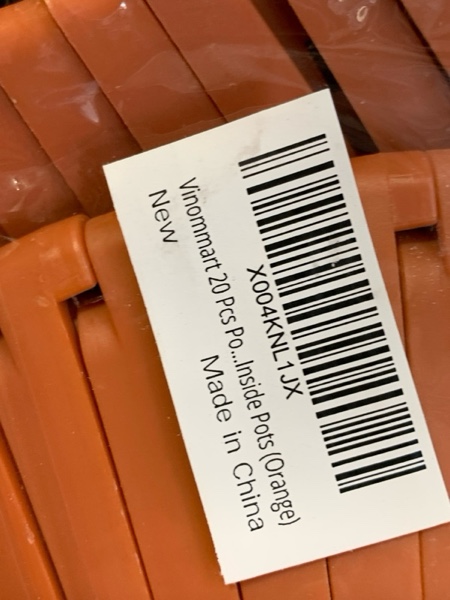 X004KNL1JX
Vinommart 20 Pcs Po...Inside Pots (Orange)
New
Made in China